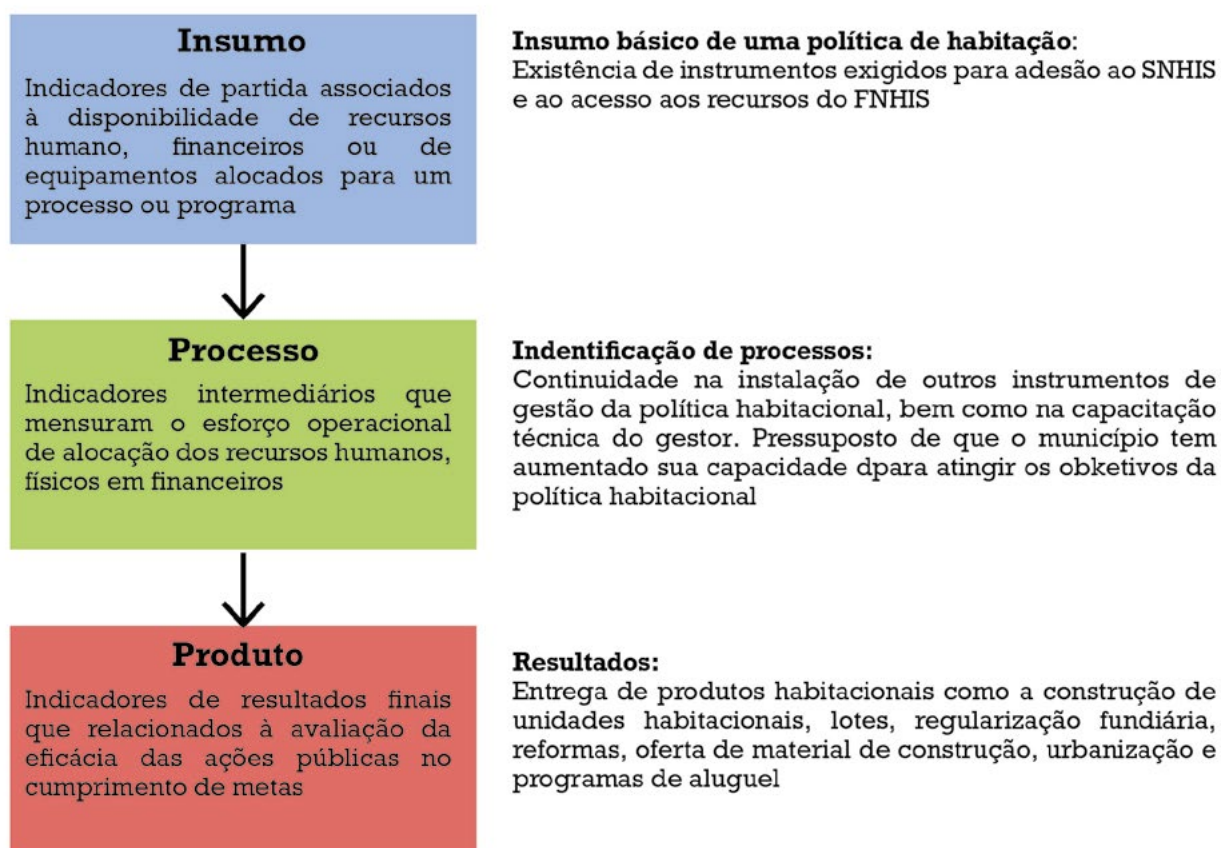 Insumo
Indicadores de partida associados
à disponibilidade de recursos
humano, financeiros ou de
equipamentos alocados para um
processo ou programa
Insumo básico de uma política de habitação:
Existência de instrumentos exigidos para adesão ao SNHIS
e ao acesso aos recursos do FNHIS
Processo
Indicadores intermediários que
mensuram o esforço operacional
de alocação dos recursos humanos,
físicos em financeiros
Indentificação de processos:
Continuidade na instalação de outros instrumentos de
gestão da política habitacional, bem como na capacitação
técnica do gestor. Pressuposto de que o município tem
aumentado sua capacidade dpara atingir os obketivos da
política habitacional
Produto
Indicadores de resultados finais
que relacionados à avaliação da
eficácia das ações públicas no
cumprimento de metas
Resultados:
Entrega de produtos habitacionais como a construção de
unidades habitacionais, lotes, regularização fundiária,
reformas, oferta de material de construção, urbanização e
programas de aluguel